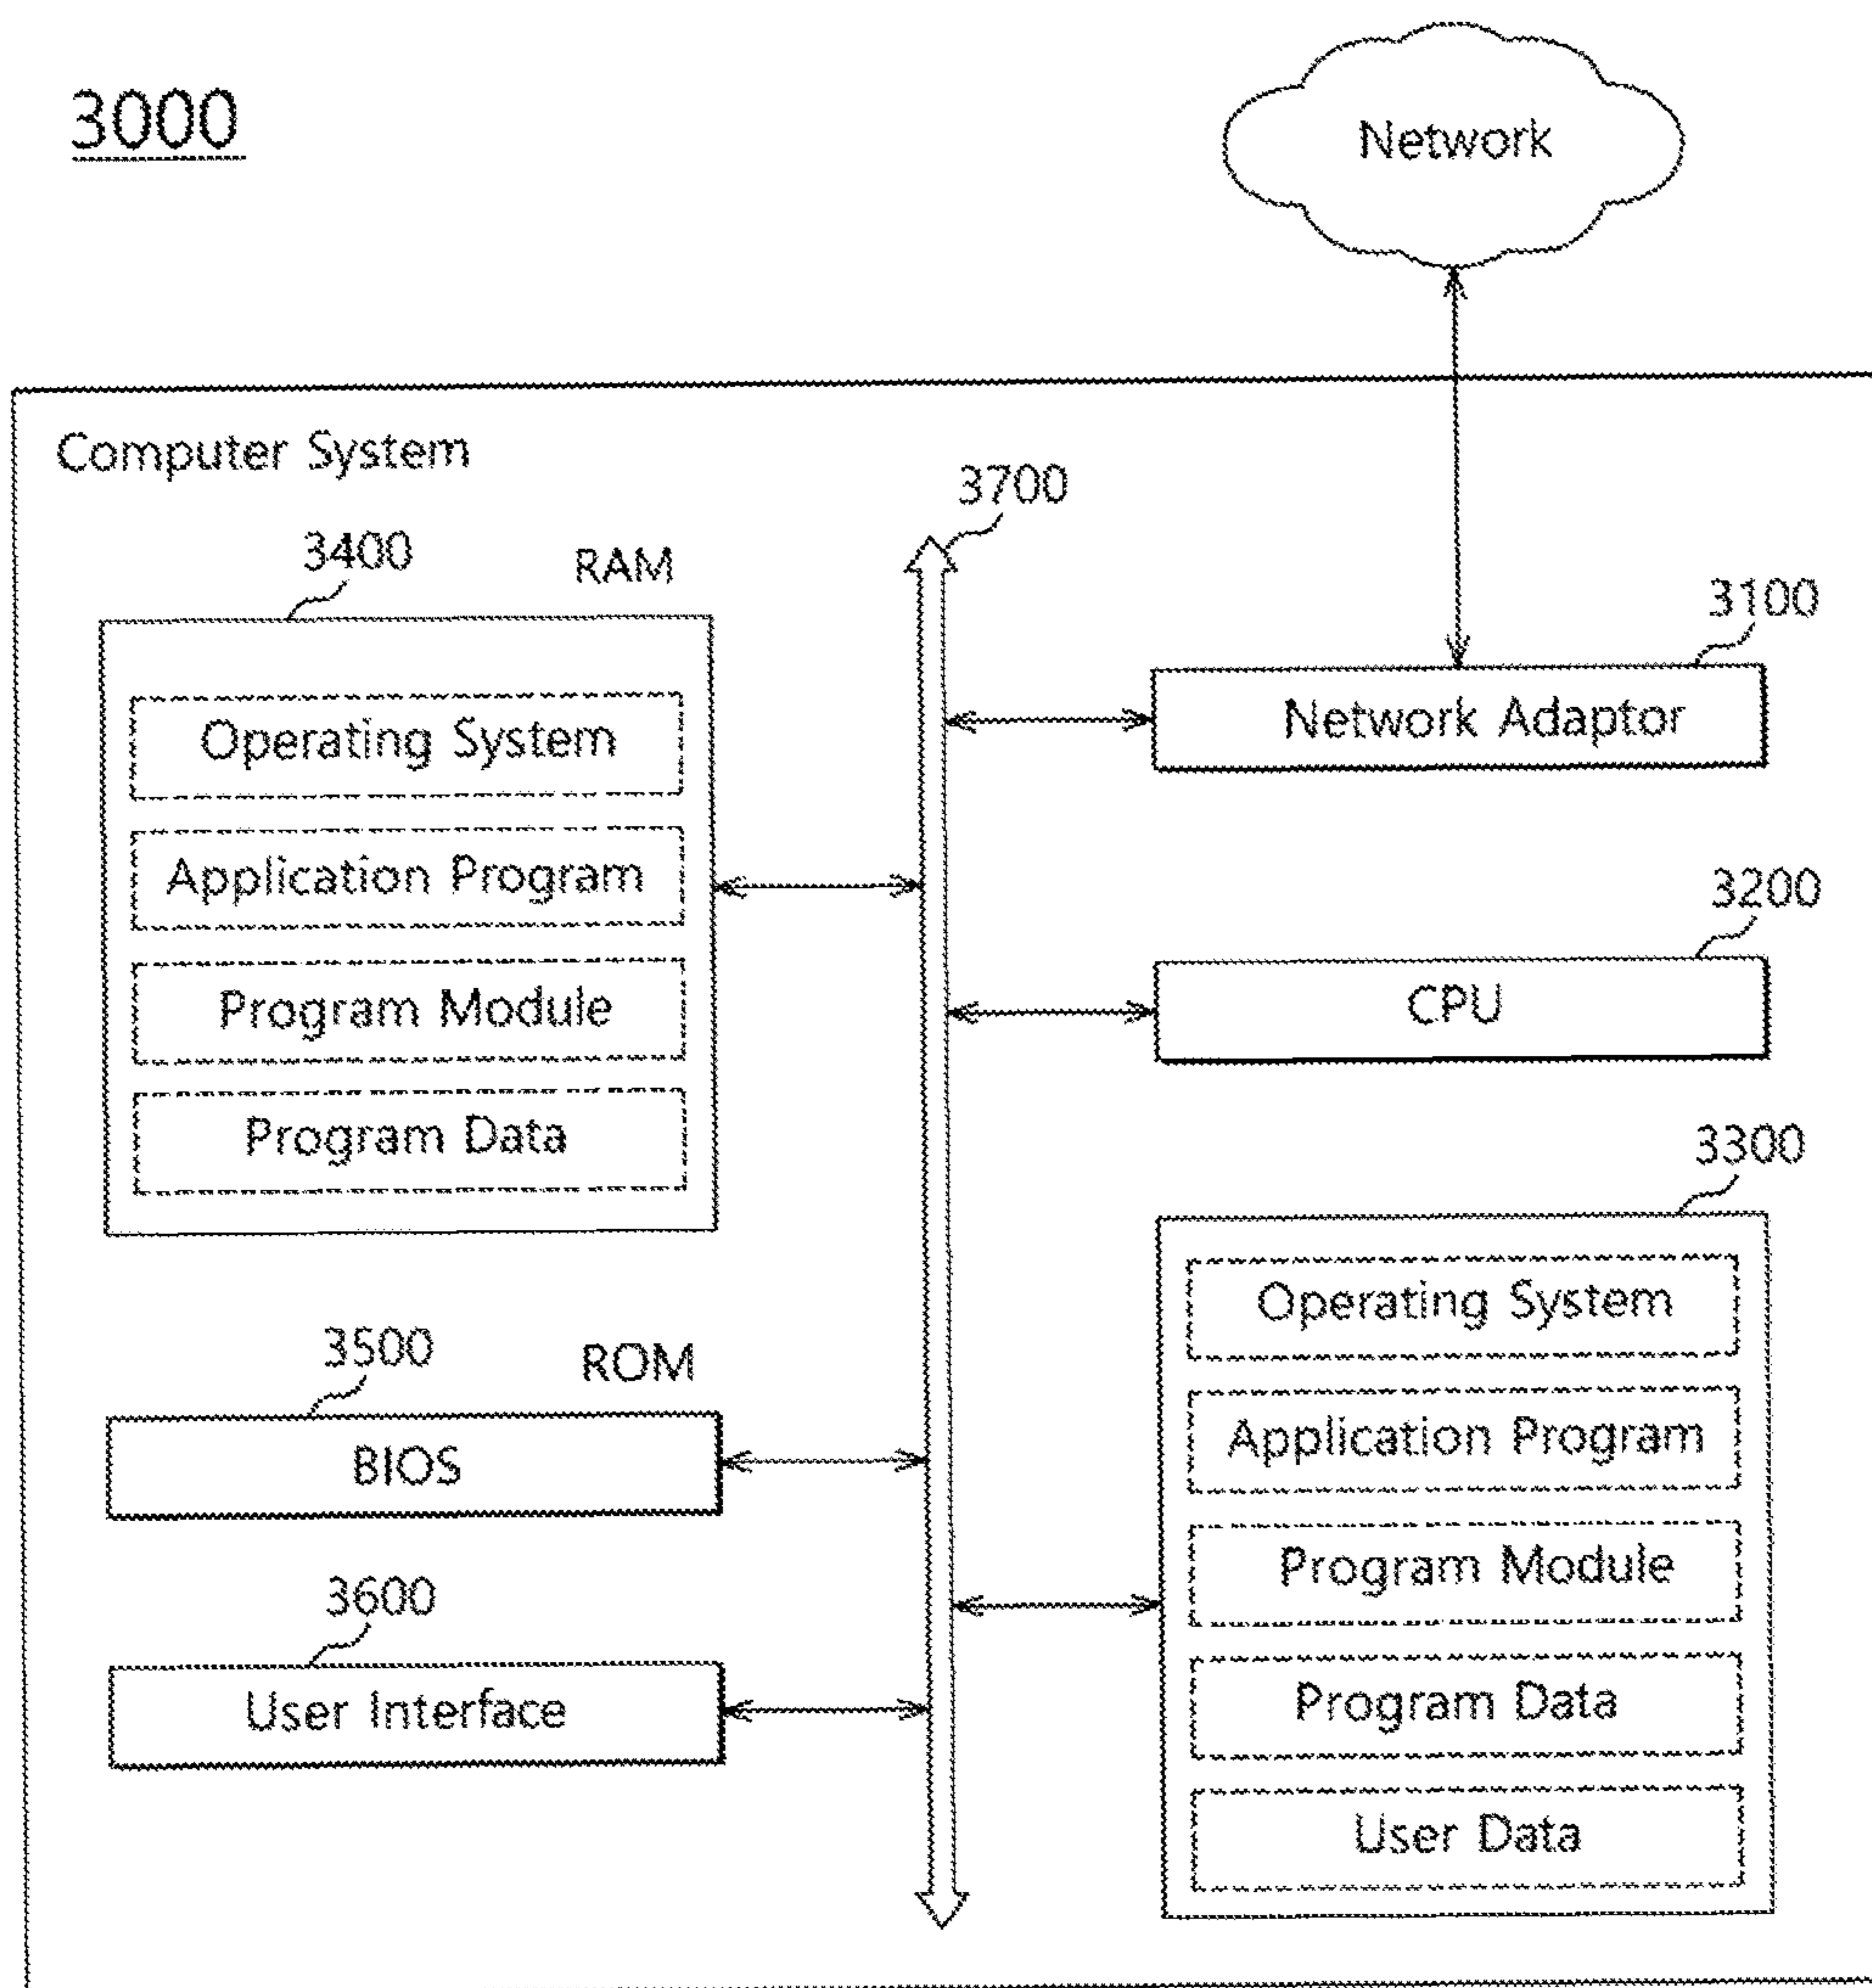 3000
Network
Computer System
3700
3400
RAM
3100
Operating System
Network Adaptor
Application Program
3200
Program Module
CPU
Program Data
3300
Operating System
3500
ROM
Application Program
BIOS
Program Module
3600
User Interface
Program Data
User Data